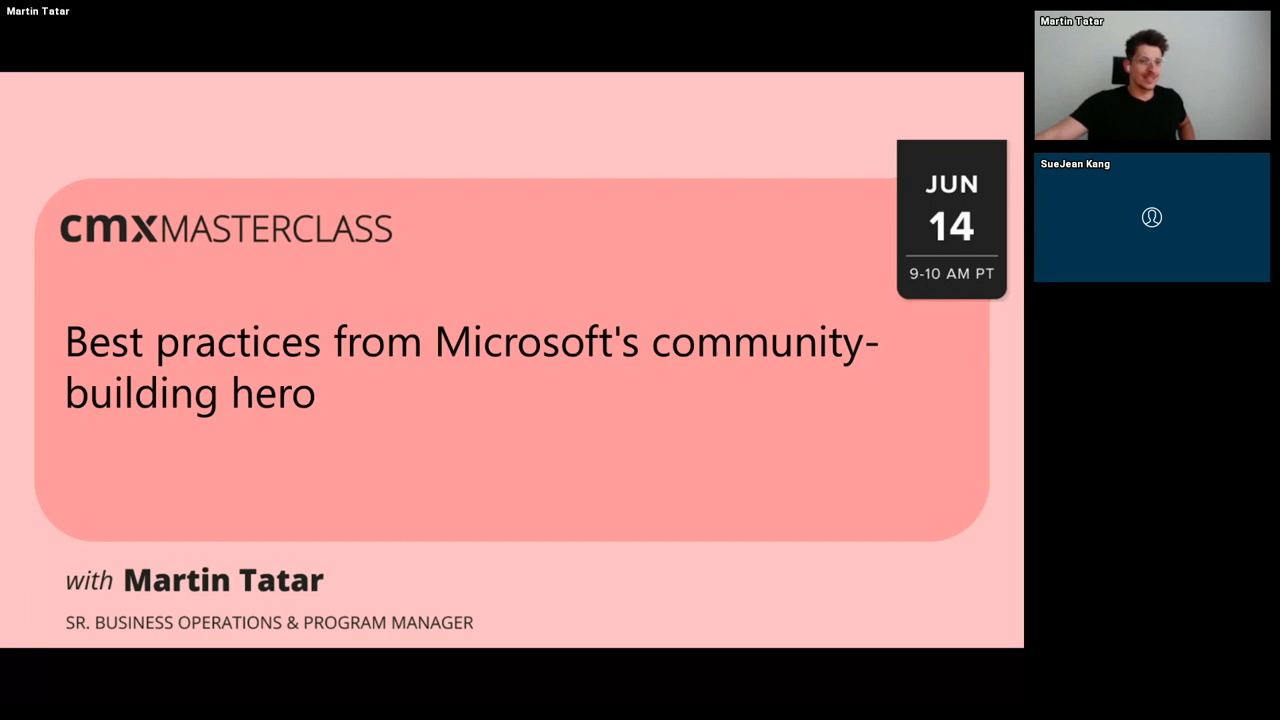 Martin Tatar
Martin Tatar
SueJean Kang
JUN
14
9-10 AM PT
cmxMASTERCLASS
Best practices from Microsoft's community-
building hero
with Martin Tatar
SR. BUSINESS OPERATIONS & PROGRAM MANAGER